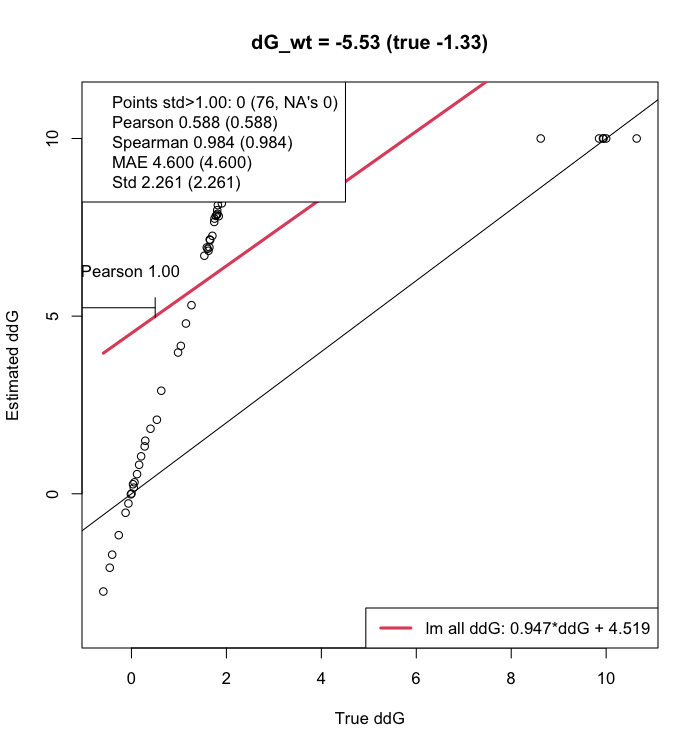 dG_wt = -5.53 (true -1.33)
Points std>1.00: 0 (76, NA's 0)
Pearson 0.588 (0.588)
Spearman 0.984 (0.984)
MAE 4.600 (4.600)
Std 2.261 (2.261)
Pearson 1.00
10
5
0
Estimated ddG
lm all ddG: 0.947*ddG + 4.519
0 2 4 6 8 10
True ddG